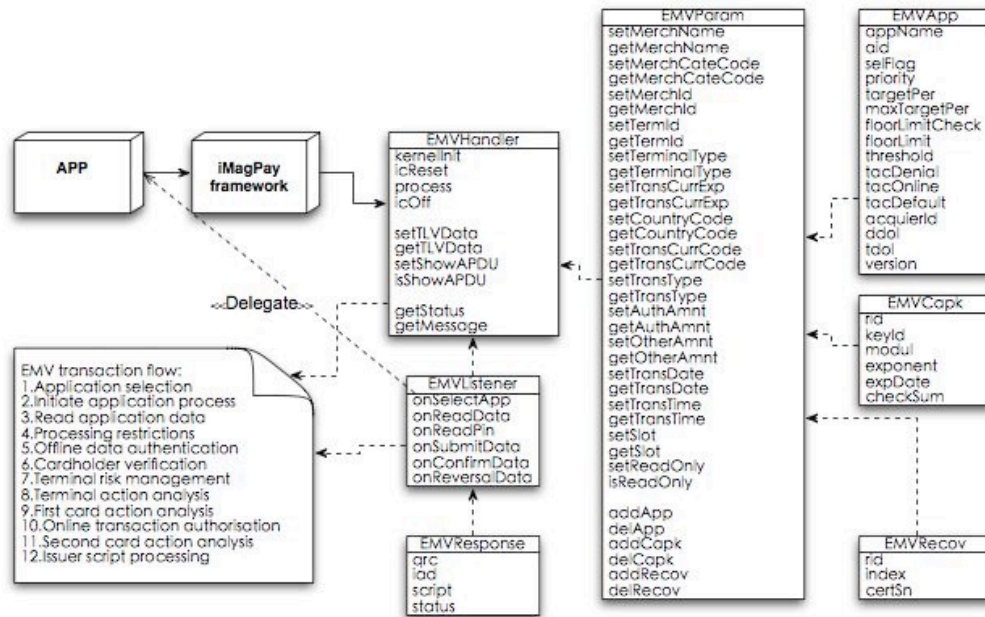 APP
iMagPay
framework
«Delegate»
EMVHandler
kernelInit
icReset
process
icOff
setTLVData
getTLVData
setShowAPDU
isShowAPDU
getStatus
getMessage
EMV transaction flow:
1.Application selection
2.Initiate application process
3.Read application data
4.Processing restrictions
5.Offline data authentication
6.Cardholder verification
7.Terminal risk management
8.Terminal action analysis
9.First card action analysis
10.Online transaction authorisation
11.Second card action analysis
12.Issuer script processing
EMVListener
onSelectApp
onReadData
onReadPin
onSubmitData
onConfirmData
onReversalData
EMVResponse
arc
iad
script
status
EMVParam
setMerchName
getMerchName
setMerchCateCode
getMerchCateCode
setMerchId
getMerchId
setTermId
getTermId
setTerminalType
getTerminalType
setTransCurrExp
getTransCurrExp
setCountryCode
getCountryCode
setTransCurrCode
getTransCurrCode
setTransType
getTransType
setAuthAmnt
getAuthAmnt
setOtherAmnt
getOtherAmnt
setTransDate
getTransDate
setTransTime
getTransTime
setSlot
getSlot
setReadOnly
isReadOnly
addApp
delApp
addCapk
delCapk
addRecov
delRecov
EMVApp
appName
aid
selFlag
priority
targetPer
maxTargetPer
floorLimitCheck
floorLimit
threshold
tacDenial
tacOnline
tacDefault
acquierId
ddol
tdol
version
EMVCapk
rid
keyId
modul
exponent
expDate
checkSum
EMVRecov
rid
index
certSn